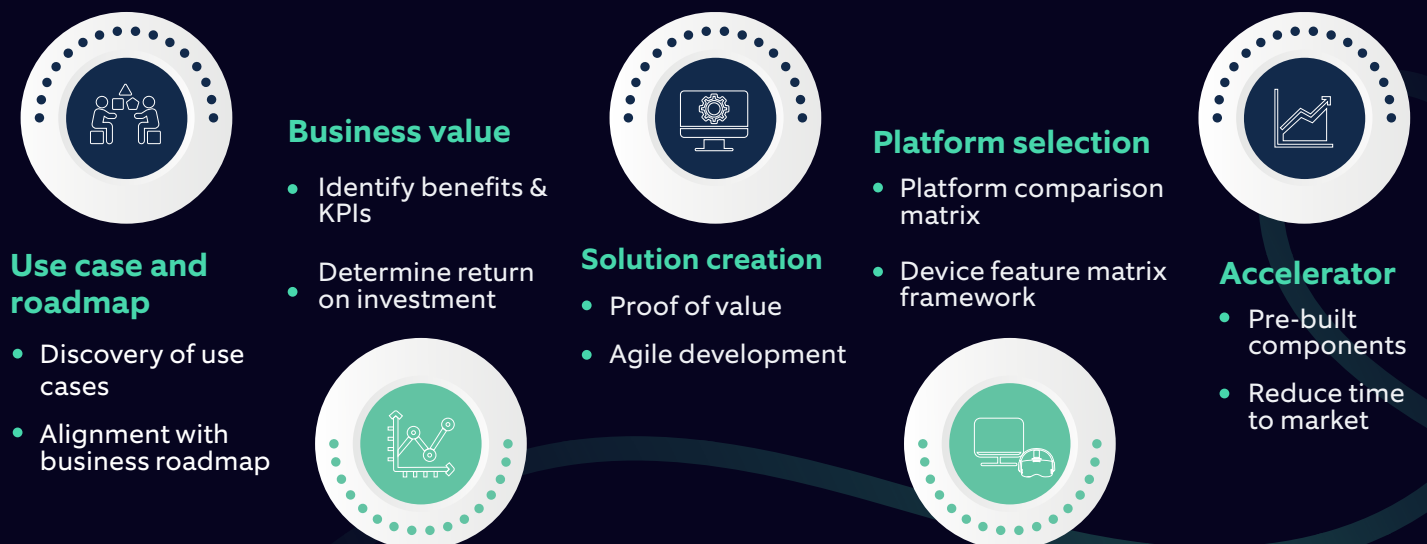 Use case and
roadmap
Discovery of use
cases
Alignment with
business roadmap
Business value
Identify benefits &
KPIs
Determine return
on investment
Solution creation
Proof of value
Agile development
Platform selection
Platform comparison
matrix
Device feature matrix
framework
Accelerator
Pre-built
components
Reduce time
to market